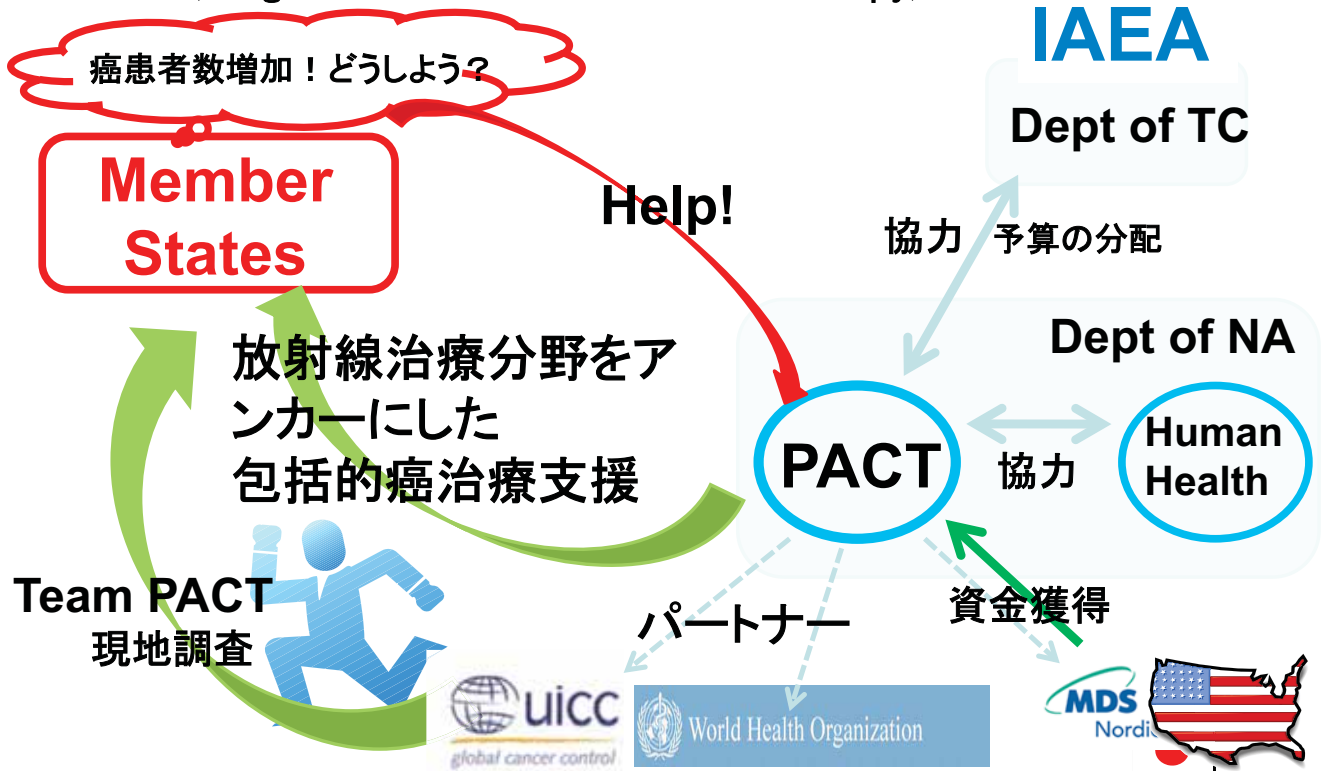 癌患者数増加！どうしよう？
IAEA
Dept of TC
Member
States
Help!
協力 予算の分配
Dept of NA
放射線治療分野をア
ンカーにした
包括的癌治療支援
PACT
協力
Human
Health
Team PACT
現地調査
パートナー
資金獲得
uicc
global cancer control
World Health Organization
MDS